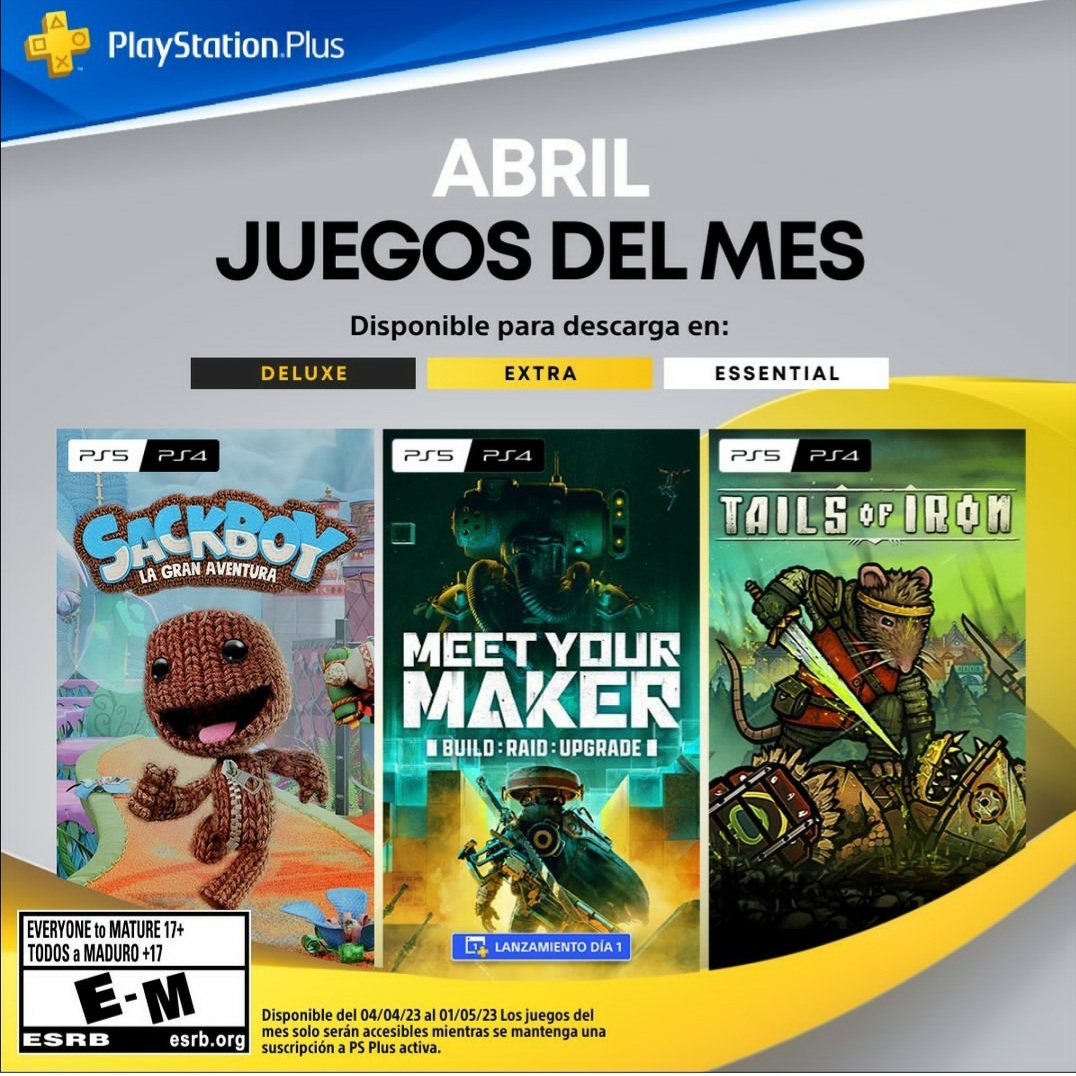 PlayStation.Plus
ABRIL
JUEGOS DEL MES
Disponible para descarga en:
DELUXE
EXTRA
ESSENTIAL
PS5 PS4
SACKBOY
LA GRAN AVENTURA
PS5 PS4
MEET YOUR
MAKER
BUILD : RAID : UPGRADE
LANZAMIENTO DÍA 1
PS5 PS4
TAILS OF IRON
EVERYONE to MATURE 17+
TODOS a MADURO +17
E-M
ESRB esrb.org
Disponible del 04/04/23 al 01/05/23 Los juegos del
mes solo serán accesibles mientras se mantenga una
suscripción a PS Plus activa.